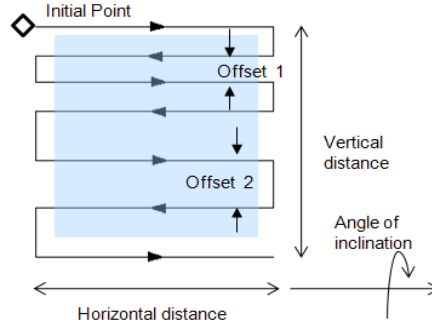 Initial Point
Offset 1
Vertical
distance
Offset 2
Angle of
inclination
Horizontal distance